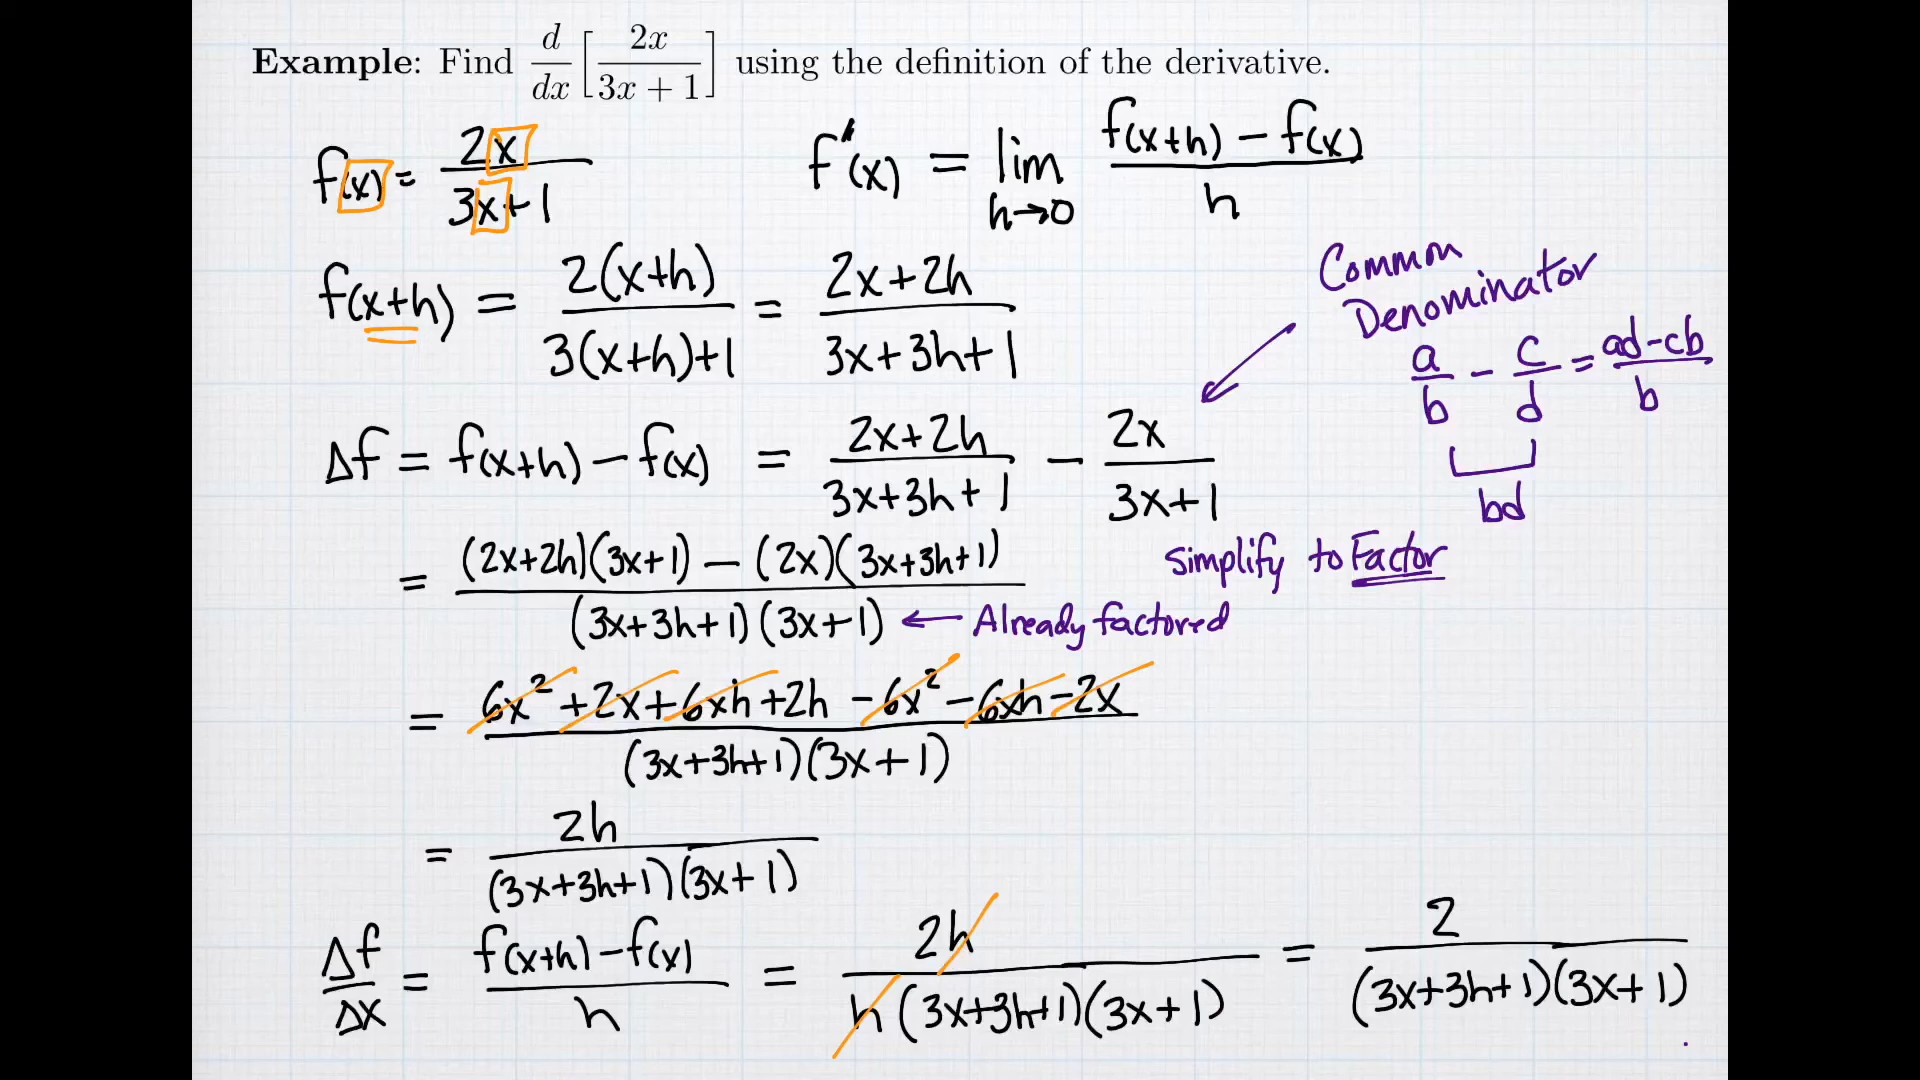 Example: Find d/dx [2x/(3x + 1)] using the definition of the derivative.
f(x) = 2x/(3x+1)
f'(x) = lim h→0 (f(x+h) − f(x))/h
f(x+h) = 2(x+h)/(3(x+h)+1) = (2x+2h)/(3x+3h+1)
Common
Denominator
a/b − c/d = (ad−cb)/b
bd
Δf = f(x+h) − f(x) = (2x+2h)/(3x+3h+1) − 2x/(3x+1)
= ((2x+2h)(3x+1) − (2x)(3x+3h+1))/((3x+3h+1)(3x+1)) ← Already factored
simplify to Factor
= (6x² + 2x + 6xh + 2h − 6x² − 6xh − 2x)/((3x+3h+1)(3x+1))
= 2h/((3x+3h+1)(3x+1))
Δf/Δx = (f(x+h) − f(x))/h = 2h/(h(3x+3h+1)(3x+1)) = 2/((3x+3h+1)(3x+1))